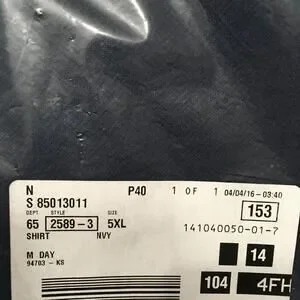 N P40 1 OF 1 04/04/16-03:40
S 85013011 153
DEPT STYLE SIZE
65 2589-3 5XL 141040050-01-7
SHIRT NVY
M DAY 14
94703 - KS
104 4FH